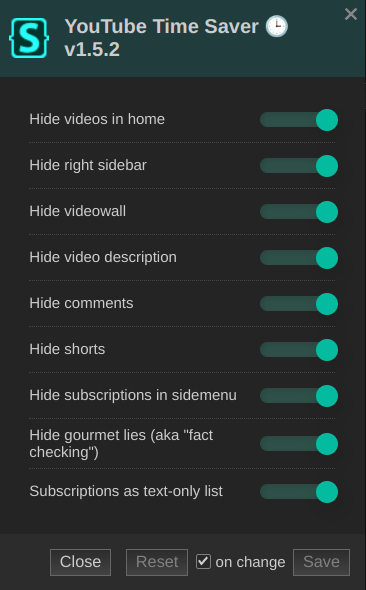 YouTube Time Saver 🕒
v1.5.2
Hide videos in home
Hide right sidebar
Hide videowall
Hide video description
Hide comments
Hide shorts
Hide subscriptions in sidemenu
Hide gourmet lies (aka "fact
checking")
Subscriptions as text-only list
Close Reset on change Save